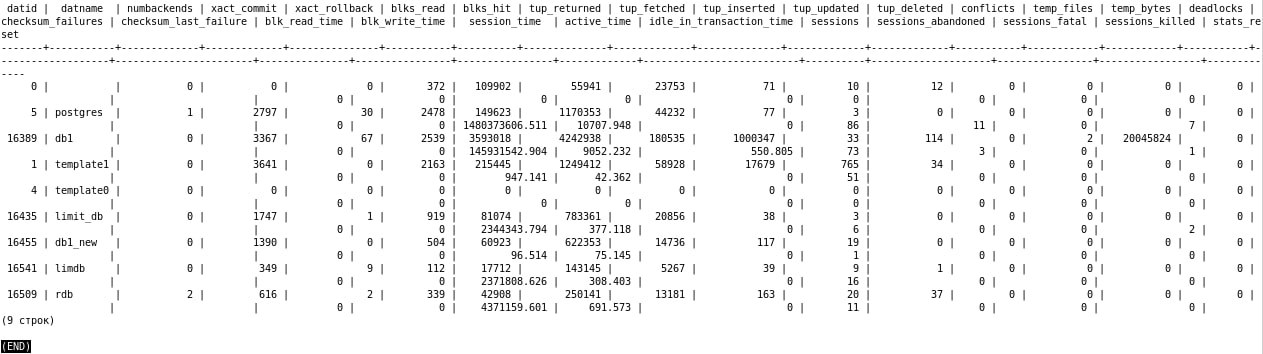 datid |  datname  | numbackends | xact_commit | xact_rollback | blks_read | blks_hit | tup_returned | tup_fetched | tup_inserted | tup_updated | tup_deleted | conflicts | temp_files | temp_bytes | deadlocks |
checksum_failures | checksum_last_failure | blk_read_time | blk_write_time |  session_time  | active_time | idle_in_transaction_time | sessions | sessions_abandoned | sessions_fatal | sessions_killed | stats_re
set
-------+-----------+-------------+-------------+---------------+-----------+----------+--------------+-------------+--------------+-------------+-------------+-----------+------------+------------+-----------+-
------------------+-----------------------+---------------+----------------+----------------+-------------+--------------------------+----------+--------------------+----------------+-----------------+---------
----
     0 |           |           0 |           0 |             0 |       372 |   109902 |        55941 |       23753 |           71 |          10 |          12 |         0 |          0 |          0 |         0 |
                  |                       |             0 |              0 |              0 |           0 |                        0 |        0 |                  0 |              0 |               0 |
     5 | postgres  |           1 |        2797 |            30 |      2478 |   149623 |      1170353 |       44232 |           77 |           3 |           0 |         0 |          0 |          0 |         0 |
                  |                       |             0 |              0 | 1480373606.511 |   10707.948 |                        0 |       86 |                 11 |              0 |               7 |
 16389 | db1       |           0 |        3367 |            67 |      2539 |  3593018 |      4242938 |      180535 |      1000347 |          33 |         114 |         0 |          2 |   20045824 |         0 |
                  |                       |             0 |              0 |  145931542.904 |    9052.232 |                  550.805 |       73 |                  3 |              0 |               1 |
     1 | template1 |           0 |        3641 |             0 |      2163 |   215445 |      1249412 |       58928 |        17679 |         765 |          34 |         0 |          0 |          0 |         0 |
                  |                       |             0 |              0 |        947.141 |      42.362 |                        0 |       51 |                  0 |              0 |               0 |
     4 | template0 |           0 |           0 |             0 |         0 |        0 |            0 |           0 |            0 |           0 |           0 |         0 |          0 |          0 |         0 |
                  |                       |             0 |              0 |              0 |           0 |                        0 |        0 |                  0 |              0 |               0 |
 16435 | limit_db  |           0 |        1747 |             1 |       919 |    81074 |       783361 |       20856 |           38 |           3 |           0 |         0 |          0 |          0 |         0 |
                  |                       |             0 |              0 |    2344343.794 |     377.118 |                        0 |        6 |                  0 |              0 |               2 |
 16455 | db1_new   |           0 |        1390 |             0 |       504 |    60923 |       622353 |       14736 |          117 |          19 |           0 |         0 |          0 |          0 |         0 |
                  |                       |             0 |              0 |         96.514 |      75.145 |                        0 |        1 |                  0 |              0 |               0 |
 16541 | limdb     |           0 |         349 |             9 |       112 |    17712 |       143145 |        5267 |           39 |           9 |           1 |         0 |          0 |          0 |         0 |
                  |                       |             0 |              0 |    2371808.626 |     308.403 |                        0 |       16 |                  0 |              0 |               0 |
 16509 | rdb       |           2 |         616 |             2 |       339 |    42908 |       250141 |       13181 |          163 |          20 |          37 |         0 |          0 |          0 |         0 |
                  |                       |             0 |              0 |    4371159.601 |     691.573 |                        0 |       11 |                  0 |              0 |               0 |
(9 строк)
(END)